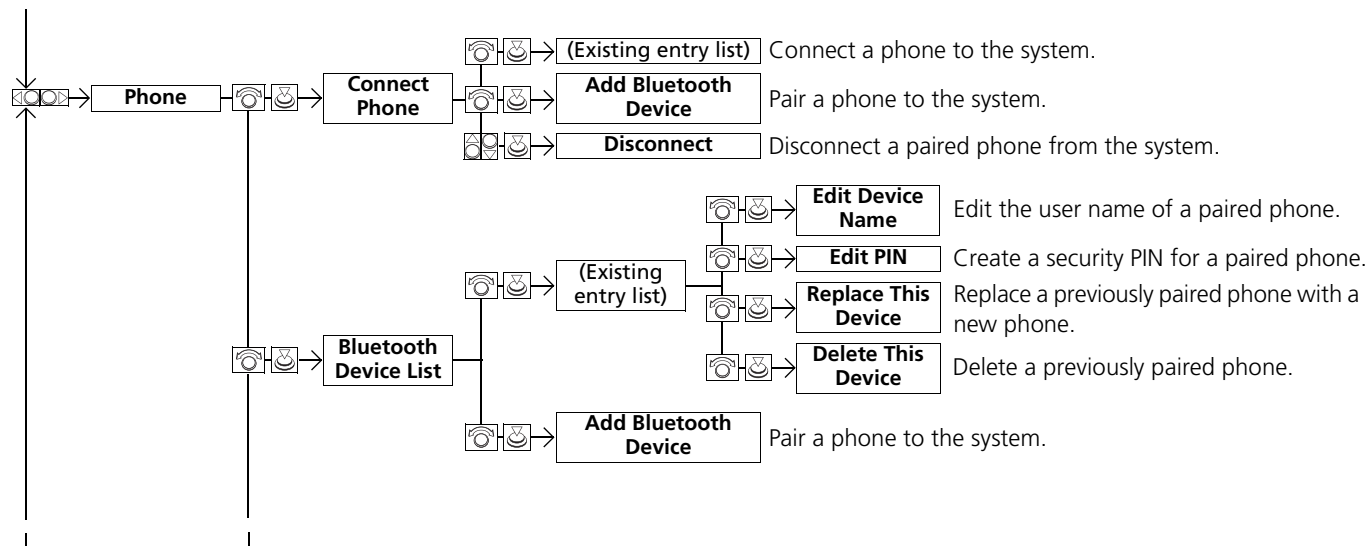 (Existing entry list) Connect a phone to the system.
Phone
Connect
Phone
Add Bluetooth
Device
Pair a phone to the system.
Disconnect
Disconnect a paired phone from the system.
Bluetooth
Device List
(Existing
entry list)
Edit Device
Name
Edit the user name of a paired phone.
Edit PIN
Create a security PIN for a paired phone.
Replace This
Device
Replace a previously paired phone with a
new phone.
Delete This
Device
Delete a previously paired phone.
Add Bluetooth
Device
Pair a phone to the system.